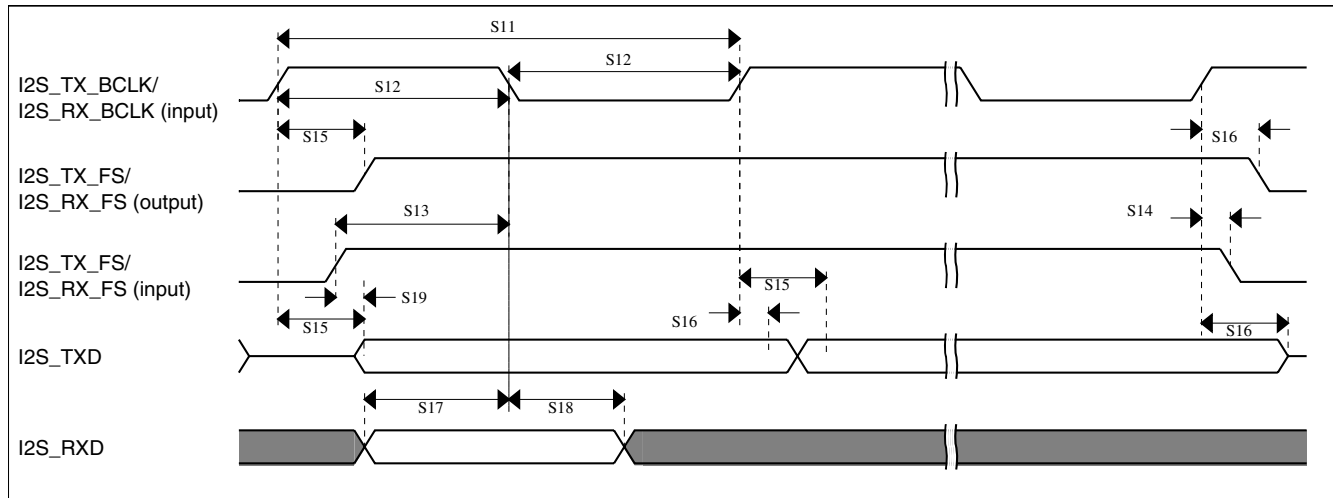 S11
I2S_TX_BCLK/
I2S_RX_BCLK (input)
S12
S12
S15
S16
I2S_TX_FS/
I2S_RX_FS (output)
S13
S14
I2S_TX_FS/
I2S_RX_FS (input)
S15
S19
S16
S15
S16
I2S_TXD
S17
S18
I2S_RXD